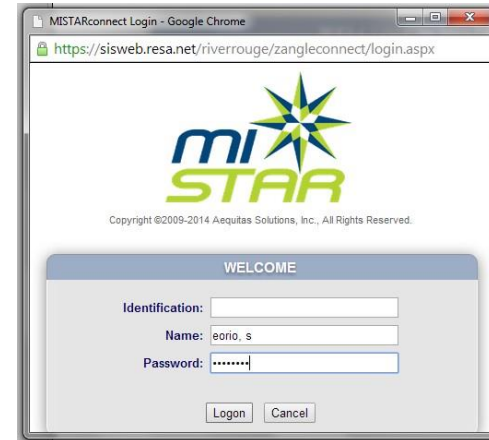 MISTARconnect Login - Google Chrome
https://sisweb.resa.net/riverrouge/zangleconnect/login.aspx
mi
STAR
Copyright ©2009-2014 Aequitas Solutions, Inc., All Rights Reserved.
WELCOME
Identification:
Name: eorio, s
Password: ••••••••
Logon Cancel